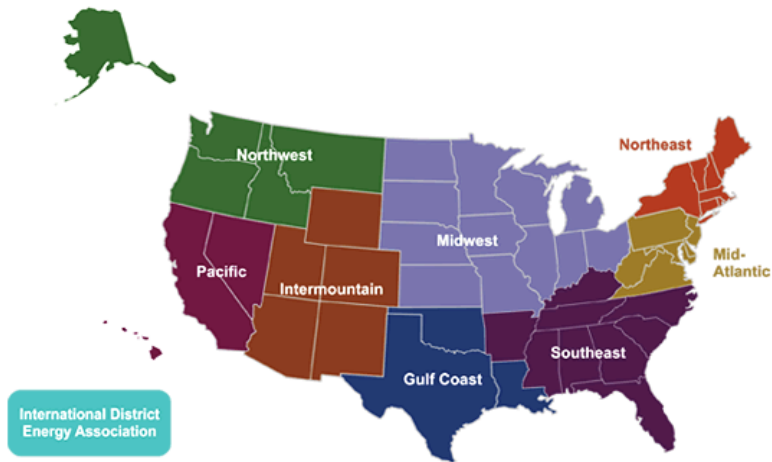 Northeast
Northwest
Midwest
Mid-
Atlantic
Pacific
Intermountain
Southeast
Gulf Coast
International District
Energy Association